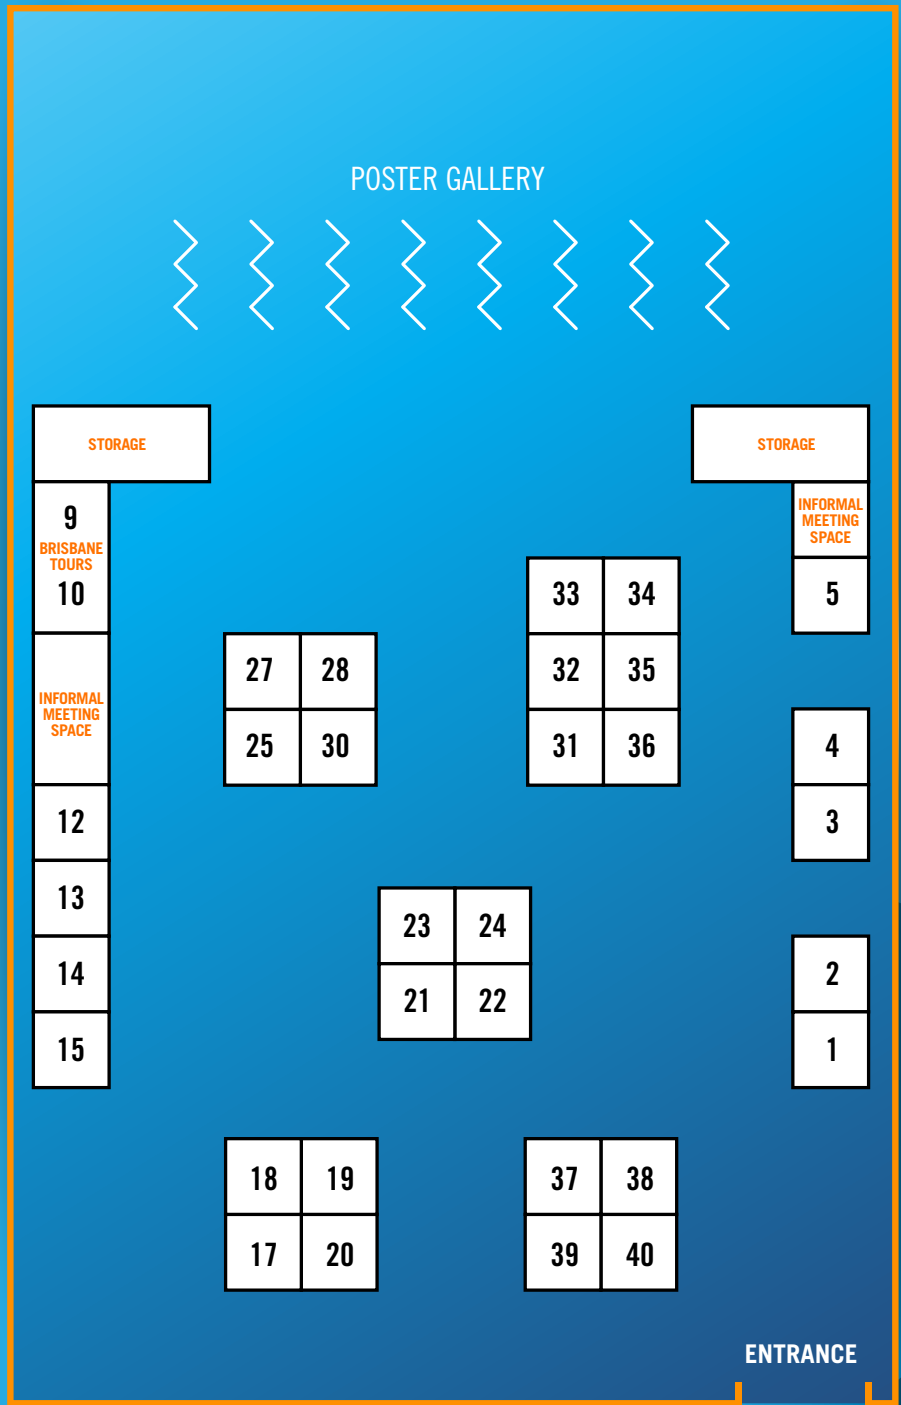 POSTER GALLERY
STORAGE
STORAGE
9
BRISBANE
TOURS
10
INFORMAL
MEETING
SPACE
5
33 34
27 28
32 35
INFORMAL
MEETING
SPACE
25 30
31 36
4
12
3
13
23 24
14
2
21 22
15
1
18 19
37 38
17 20
39 40
ENTRANCE